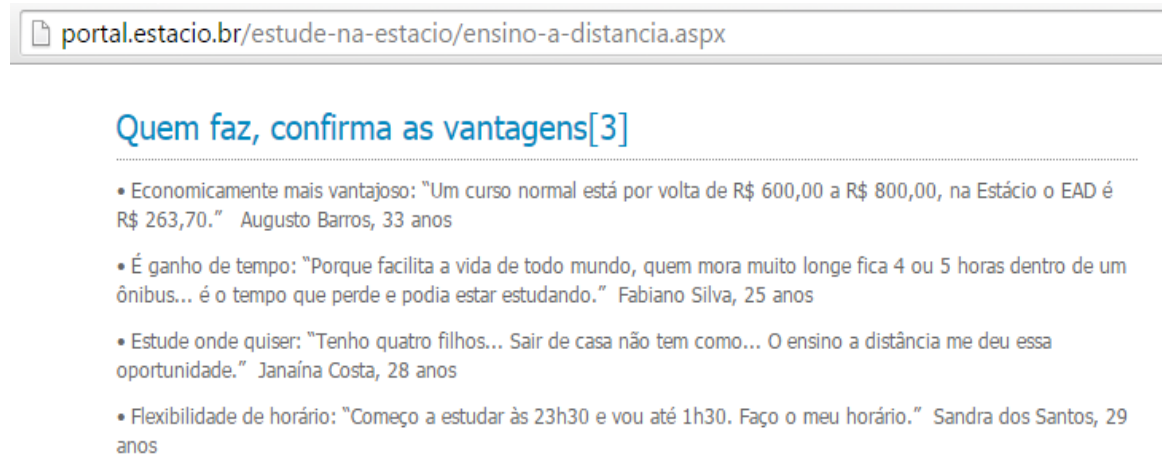 portal.estacio.br/estude-na-estacio/ensino-a-distancia.aspx
Quem faz, confirma as vantagens[3]
• Economicamente mais vantajoso: "Um curso normal está por volta de R$ 600,00 a R$ 800,00, na Estácio o EAD é
R$ 263,70."   Augusto Barros, 33 anos
• É ganho de tempo: "Porque facilita a vida de todo mundo, quem mora muito longe fica 4 ou 5 horas dentro de um
ônibus... é o tempo que perde e podia estar estudando."  Fabiano Silva, 25 anos
• Estude onde quiser: "Tenho quatro filhos... Sair de casa não tem como... O ensino a distância me deu essa
oportunidade."  Janaína Costa, 28 anos
• Flexibilidade de horário: "Começo a estudar às 23h30 e vou até 1h30. Faço o meu horário."  Sandra dos Santos, 29
anos